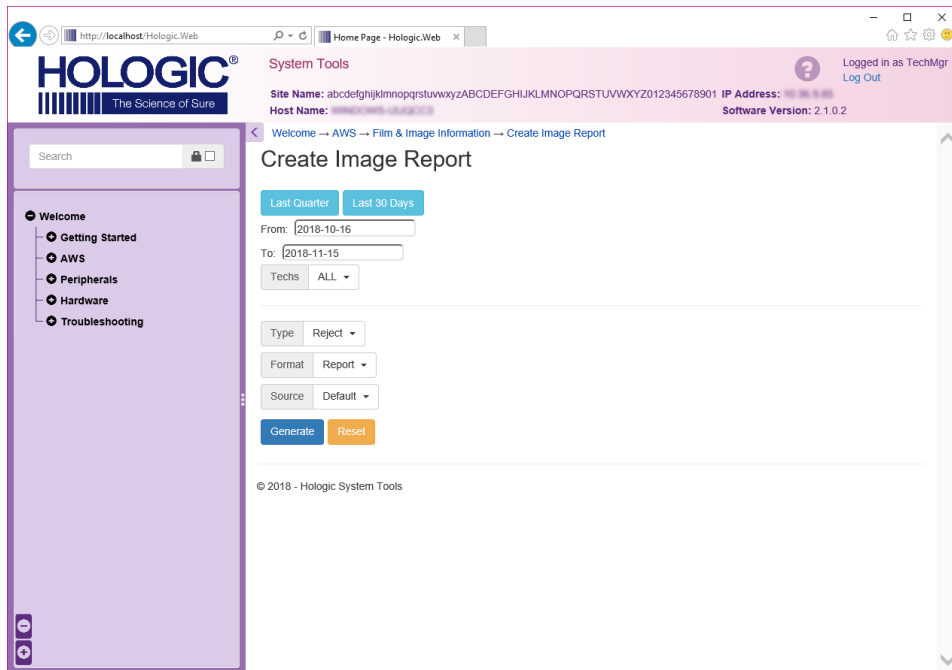 http://localhost/Hologic.Web
Home Page - Hologic.Web
HOLOGIC®
The Science of Sure
System Tools
Logged in as TechMgr
Log Out
Site Name: abcdefghijklmnopqrstuvwxyzABCDEFGHIJKLMNOPQRSTUVWXYZ012345678901 IP Address:
Host Name:
Software Version: 2.1.0.2
Search
Welcome
Getting Started
AWS
Peripherals
Hardware
Troubleshooting
Welcome → AWS → Film & Image Information → Create Image Report
Create Image Report
Last Quarter Last 30 Days
From: 2018-10-16
To: 2018-11-15
Techs ALL
Type Reject
Format Report
Source Default
Generate Reset
© 2018 - Hologic System Tools